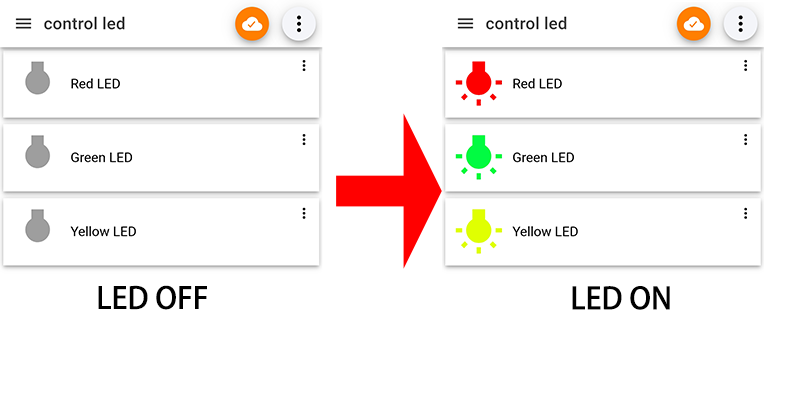 control led
Red LED
Green LED
Yellow LED
LED OFF
control led
Red LED
Green LED
Yellow LED
LED ON